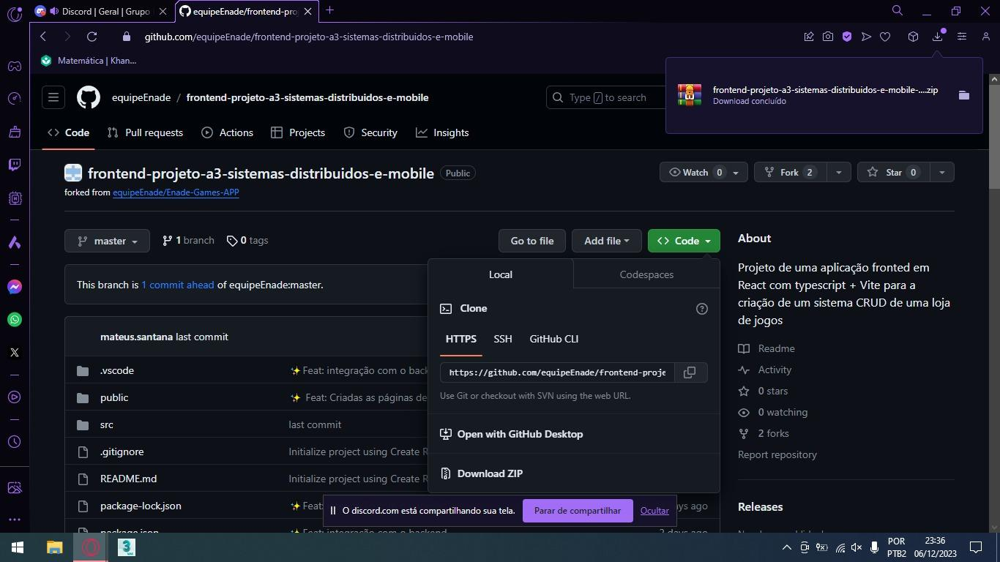 Discord | Geral | Grupo
equipeEnade/frontend-pro
github.com/equipeEnade/frontend-projeto-a3-sistemas-distribuidos-e-mobile
Matemática | Khan...
frontend-projeto-a3-sistemas-distribuidos-e-mobile-....zip
Download concluído
equipeEnade / frontend-projeto-a3-sistemas-distribuidos-e-mobile
Type / to search
Code
Pull requests
Actions
Projects
Security
Insights
frontend-projeto-a3-sistemas-distribuidos-e-mobile Public
Watch 0
Fork 2
Star 0
forked from equipeEnade/Enade-Games-APP
master
1 branch
0 tags
Go to file
Add file
Code
About
Projeto de uma aplicação fronted em
React com typescript + Vite para a
criação de um sistema CRUD de uma loja
de jogos
Local
Codespaces
This branch is 1 commit ahead of equipeEnade:master.
Clone
HTTPS
SSH
GitHub CLI
https://github.com/equipeEnade/frontend-proje
Use Git or checkout with SVN using the web URL.
Open with GitHub Desktop
Download ZIP
mateus.santana last commit
.vscode
Feat: integração com o back
public
Feat: Criadas as páginas de
src
last commit
.gitignore
Initialize project using Create R
README.md
Initialize project using Create R
package-lock.json
Feat:
ys ago
package.json
Feat: integração com o backend
2 days ago
Readme
Activity
0 stars
0 watching
2 forks
Report repository
Releases
O discord.com está compartilhando sua tela.
Parar de compartilhar
Ocultar
3
MAX
POR
PTB2
23:36
06/12/2023